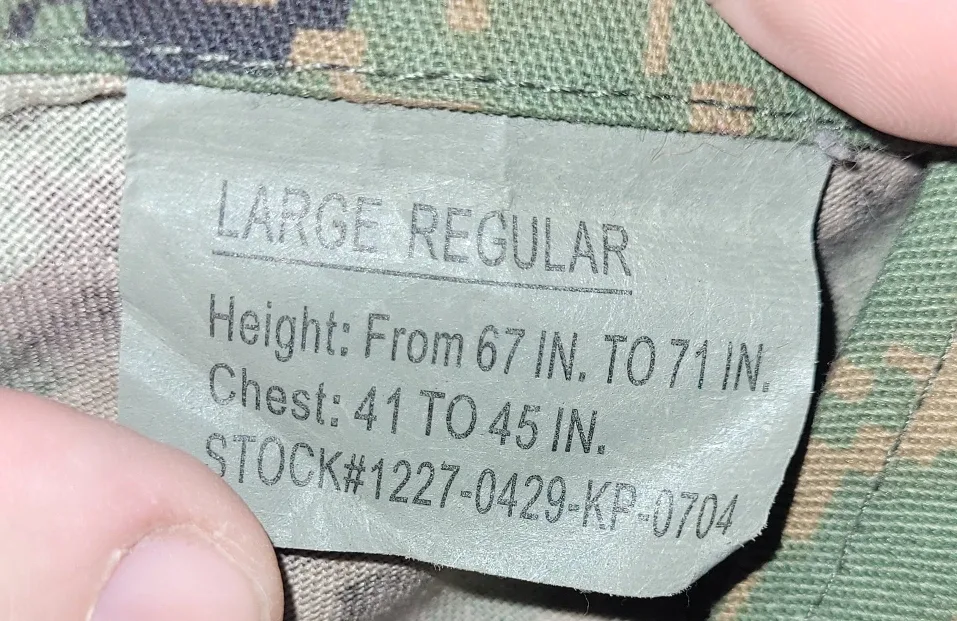 LARGE REGULAR
Height: From 67 IN. TO 71 IN.
Chest: 41 TO 45 IN.
STOCK#1227-0429-KP-0704